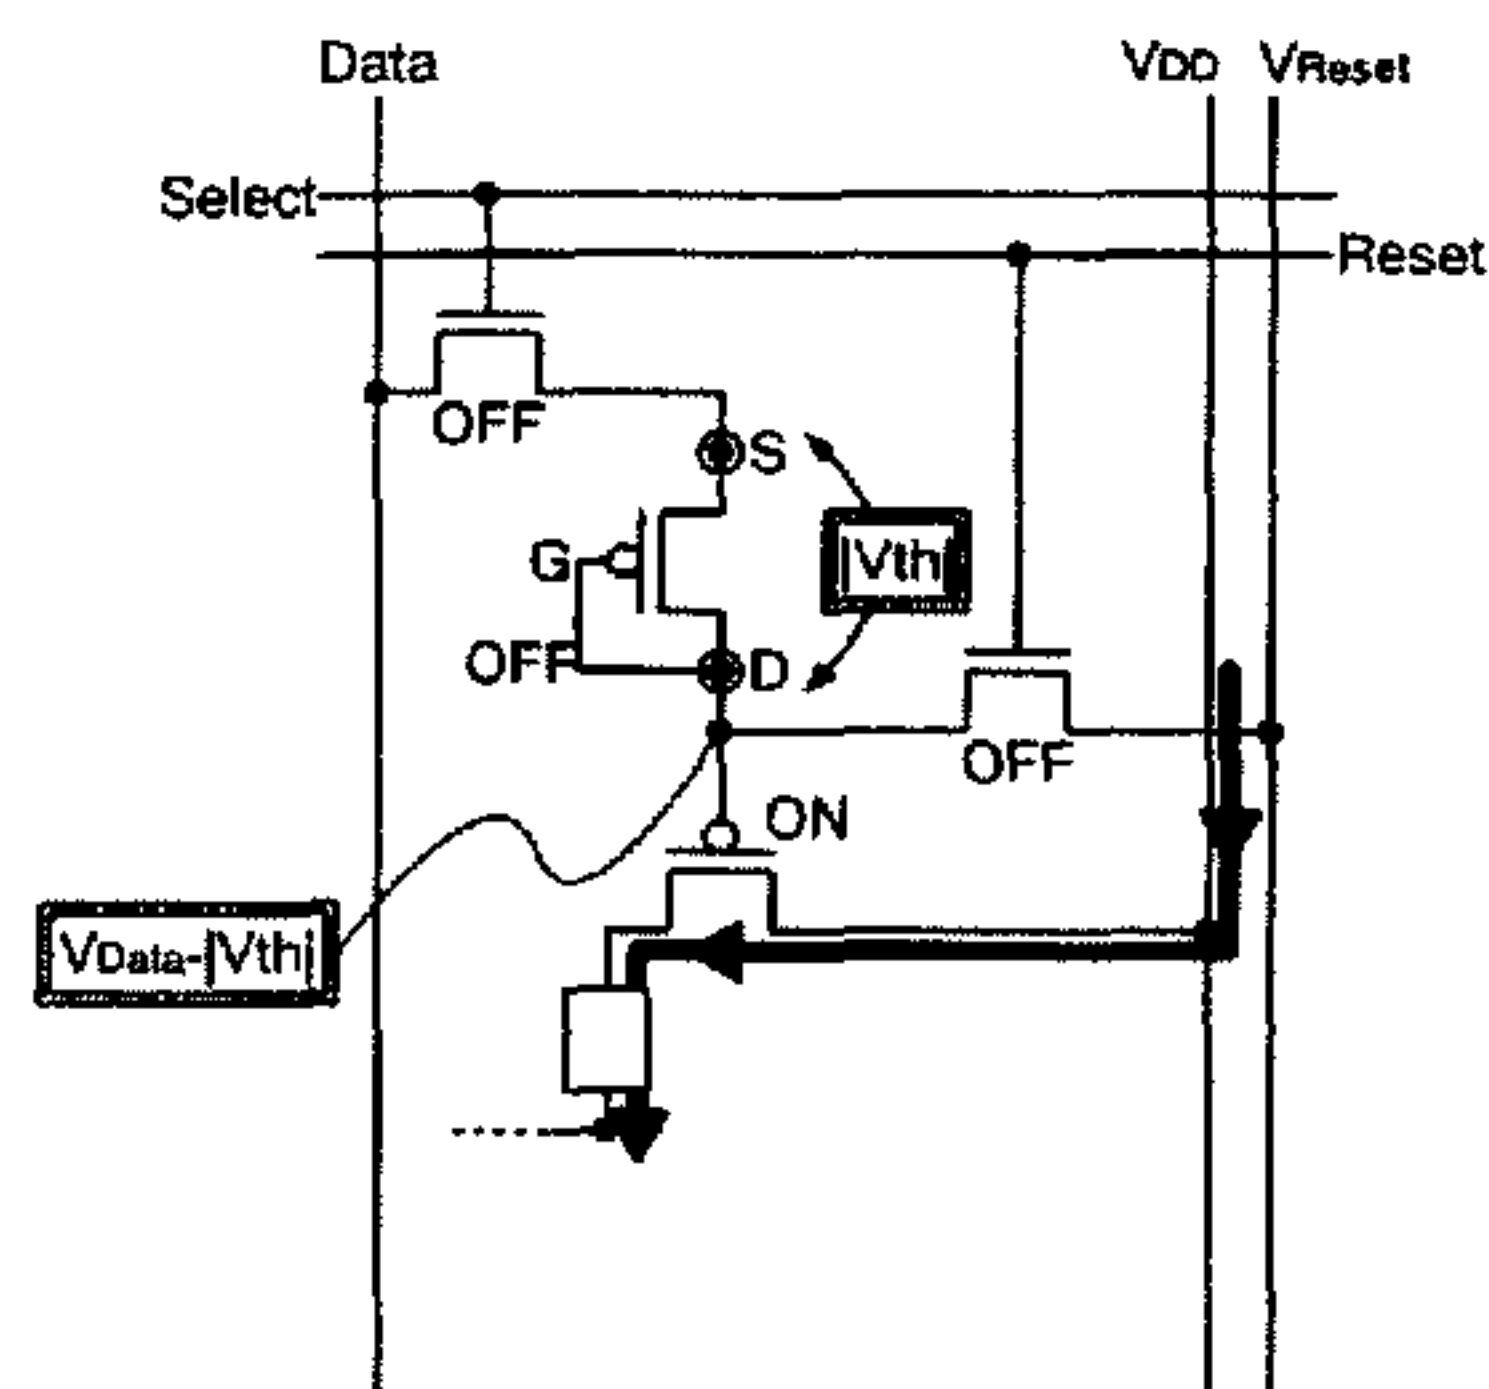 Data
VDD
VReset
Select
Reset
OFF
S
G
|Vth|
OFF
D
OFF
ON
VData-|Vth|